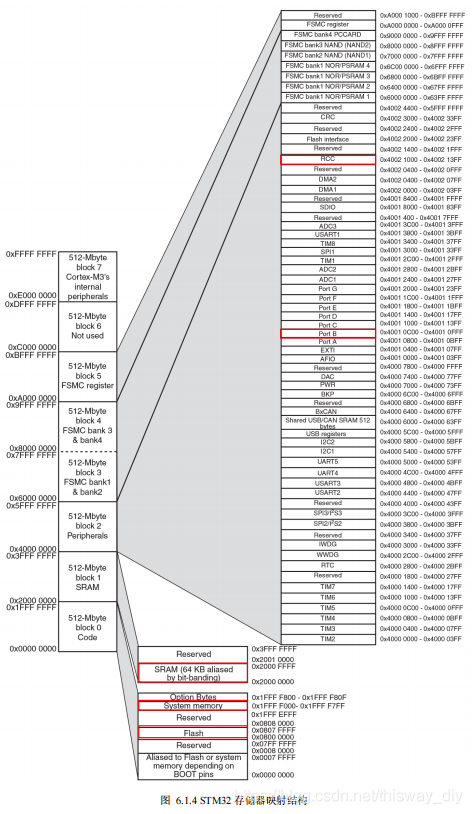 Reserved 0xA000 1000 - 0xBFFF FFFF
FSMC register 0xA000 0000 - 0xA000 0FFF
FSMC bank4 PCCARD 0x9000 0000 - 0x9FFF FFFF
FSMC bank3 NAND (NAND2) 0x8000 0000 - 0x8FFF FFFF
FSMC bank2 NAND (NAND1) 0x7000 0000 - 0x7FFF FFFF
FSMC bank1 NOR/PSRAM 4 0x6C00 0000 - 0x6FFF FFFF
FSMC bank1 NOR/PSRAM 3 0x6800 0000 - 0x6BFF FFFF
FSMC bank1 NOR/PSRAM 2 0x6400 0000 - 0x67FF FFFF
FSMC bank1 NOR/PSRAM 1 0x6000 0000 - 0x63FF FFFF
Reserved 0x4002 4400 - 0x5FFF FFFF
CRC 0x4002 3000 - 0x4002 33FF
Reserved 0x4002 2400 - 0x4002 2FFF
Flash interface 0x4002 2000 - 0x4002 23FF
Reserved 0x4002 1400 - 0x4002 1FFF
RCC 0x4002 1000 - 0x4002 13FF
Reserved 0x4002 0400 - 0x4002 0FFF
DMA2 0x4002 0400 - 0x4002 07FF
DMA1 0x4002 0000 - 0x4002 03FF
Reserved 0x4001 8400 - 0x4001 FFFF
SDIO 0x4001 8000 - 0x4001 83FF
Reserved 0x4001 400 - 0x4001 7FFF
ADC3 0x4001 3C00 - 0x4001 3FFF
USART1 0x4001 3800 - 0x4001 3BFF
TIM8 0x4001 3400 - 0x4001 37FF
SPI1 0x4001 3000 - 0x4001 33FF
TIM1 0x4001 2C00 - 0x4001 2FFF
ADC2 0x4001 2800 - 0x4001 2BFF
ADC1 0x4001 2400 - 0x4001 27FF
Port G 0x4001 2000 - 0x4001 23FF
Port F 0x4001 1C00 - 0x4001 1FFF
Port E 0x4001 1800 - 0x4001 1BFF
Port D 0x4001 1400 - 0x4001 17FF
Port C 0x4001 1000 - 0x4001 13FF
Port B 0x4001 0C00 - 0x4001 0FFF
Port A 0x4001 0800 - 0x4001 0BFF
EXTI 0x4001 0400 - 0x4001 07FF
AFIO 0x4001 0000 - 0x4001 03FF
Reserved 0x4000 7800 - 0x4000 FFFF
DAC 0x4000 7400 - 0x4000 77FF
PWR 0x4000 7000 - 0x4000 73FF
BKP 0x4000 6C00 - 0x4000 6FFF
Reserved 0x4000 6800 - 0x4000 6BFF
BxCAN 0x4000 6400 - 0x4000 67FF
Shared USB/CAN SRAM 512 bytes 0x4000 6000 - 0x4000 63FF
USB registers 0x4000 5C00 - 0x4000 5FFF
I2C2 0x4000 5800 - 0x4000 5BFF
I2C1 0x4000 5400 - 0x4000 57FF
UART5 0x4000 5000 - 0x4000 53FF
UART4 0x4000 4C00 - 0x4000 4FFF
USART3 0x4000 4800 - 0x4000 4BFF
USART2 0x4000 4400 - 0x4000 47FF
Reserved 0x4000 4000 - 0x4000 43FF
SPI3/I²S3 0x4000 3C00 - 0x4000 3FFF
SPI2/I²S2 0x4000 3800 - 0x4000 3BFF
Reserved 0x4000 3400 - 0x4000 37FF
IWDG 0x4000 3000 - 0x4000 33FF
WWDG 0x4000 2C00 - 0x4000 2FFF
RTC 0x4000 2800 - 0x4000 2BFF
Reserved 0x4000 1800 - 0x4000 27FF
TIM7 0x4000 1400 - 0x4000 17FF
TIM6 0x4000 1000 - 0x4000 13FF
TIM5 0x4000 0C00 - 0x4000 0FFF
TIM4 0x4000 0800 - 0x4000 0BFF
TIM3 0x4000 0400 - 0x4000 07FF
TIM2 0x4000 0000 - 0x4000 03FF
0xFFFF FFFF
512-Mbyte
block 7
Cortex-M3's
internal
peripherals
0xE000 0000
0xDFFF FFFF
512-Mbyte
block 6
Not used
0xC000 0000
0xBFFF FFFF
512-Mbyte
block 5
FSMC register
0xA000 0000
0x9FFF FFFF
512-Mbyte
block 4
FSMC bank 3
& bank4
0x8000 0000
0x7FFF FFFF
512-Mbyte
block 3
FSMC bank1
& bank2
0x6000 0000
0x5FFF FFFF
512-Mbyte
block 2
Peripherals
0x4000 0000
0x3FFF FFFF
512-Mbyte
block 1
SRAM
0x2000 0000
0x1FFF FFFF
512-Mbyte
block 0
Code
0x0000 0000
Reserved
0x3FFF FFFF
0x2001 0000
0x2000 FFFF
SRAM (64 KB aliased
by bit-banding)
0x2000 0000
Option Bytes 0x1FFF F800 - 0x1FFF F80F
System memory 0x1FFF F000- 0x1FFF F7FF
Reserved
0x1FFF EFFF
0x0808 0000
0x0807 FFFF
Flash
0x0800 0000
0x07FF FFFF
Reserved
0x0008 0000
0x0007 FFFF
Aliased to Flash or system
memory depending on
BOOT pins
0x0000 0000
图 6.1.4 STM32 存储器映射结构